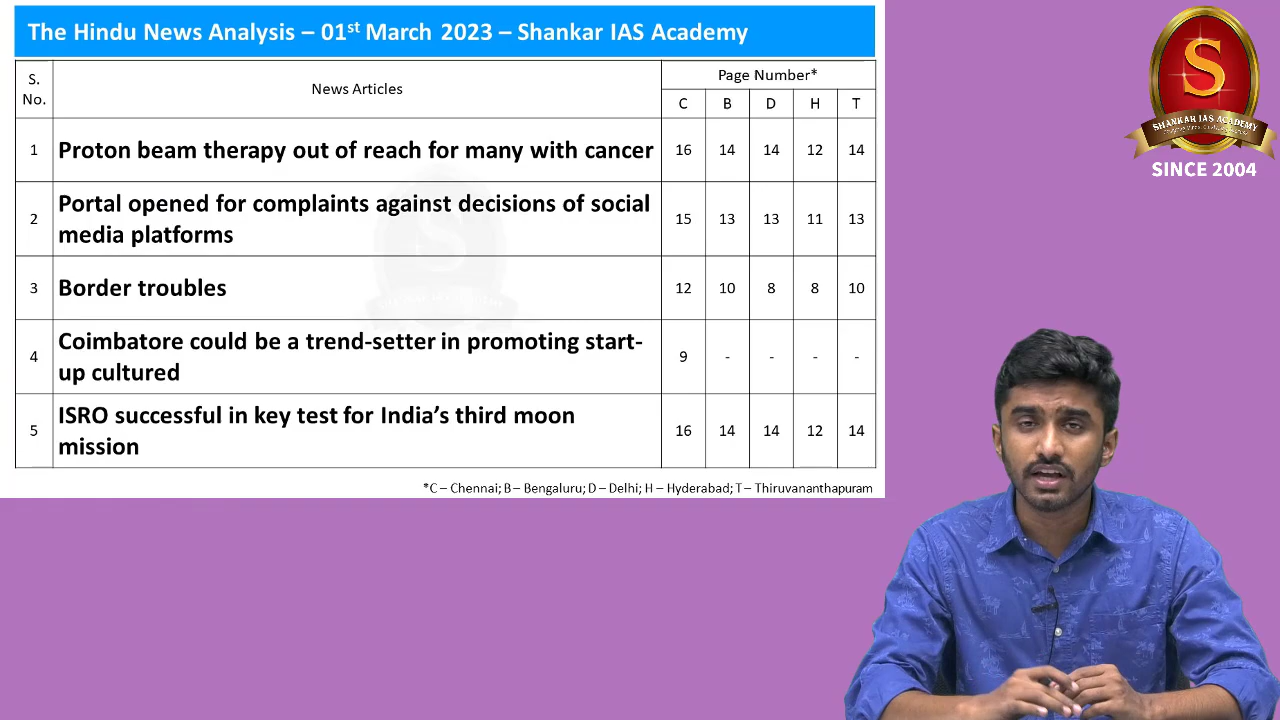 The Hindu News Analysis – 01st March 2023 – Shankar IAS Academy
S. No.
News Articles
Page Number*
C B D H T
1 Proton beam therapy out of reach for many with cancer 16 14 14 12 14
2 Portal opened for complaints against decisions of social
media platforms 15 13 13 11 13
3 Border troubles 12 10 8 8 10
4 Coimbatore could be a trend-setter in promoting start-
up cultured 9 - - - -
5 ISRO successful in key test for India’s third moon
mission 16 14 14 12 14
*C – Chennai; B – Bengaluru; D – Delhi; H – Hyderabad; T – Thiruvananthapuram
S
SHANKAR IAS ACADEMY
SINCE 2004